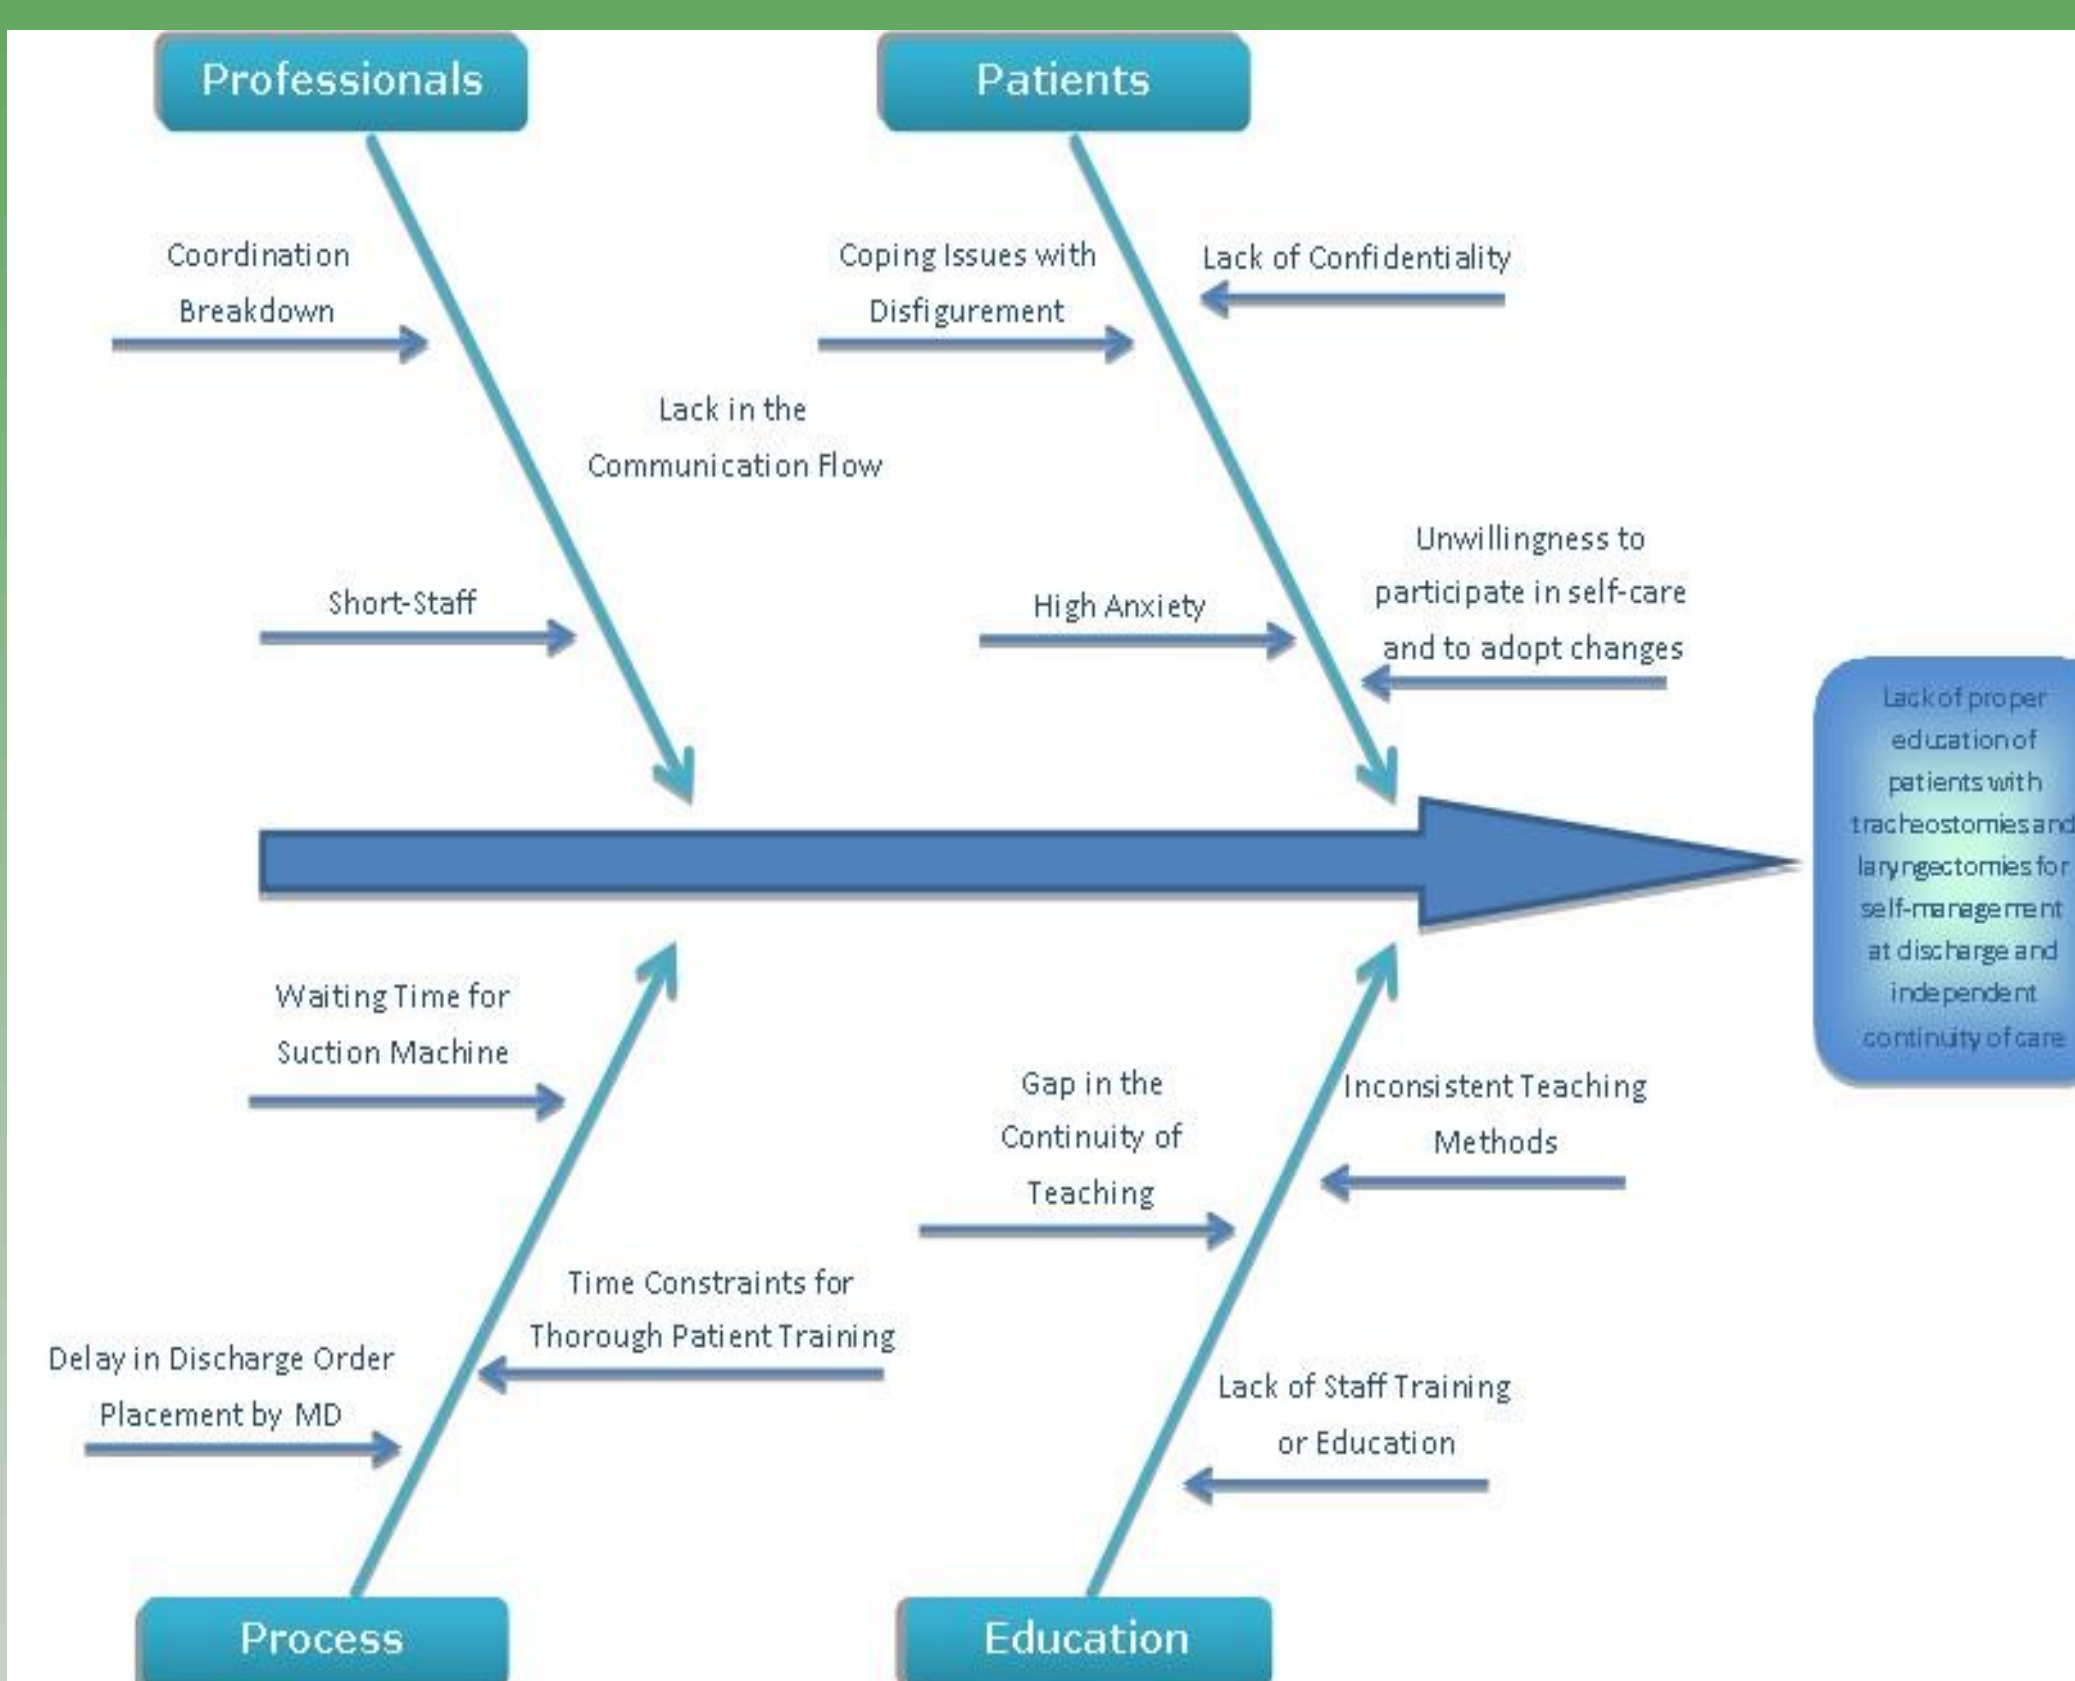 Professionals
Patients
Coordination
Breakdown
Coping Issues with
Disfigurement
Lack of Confidentiality
Lack in the
Communication Flow
Short-Staff
High Anxiety
Unwillingness to
participate in self-care
and to adopt changes
Lack of proper
education of
patients with
tracheostomies and
laryngectomies for
self-management
at discharge and
independent
continuity of care
Waiting Time for
Suction Machine
Time Constraints for
Thorough Patient Training
Delay in Discharge Order
Placement by MD
Gap in the
Continuity of
Teaching
Inconsistent Teaching
Methods
Lack of Staff Training
or Education
Process
Education